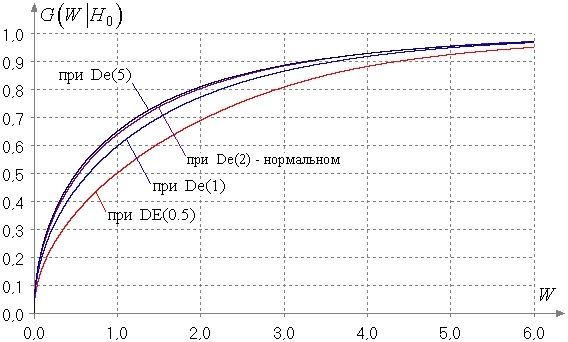 G(W|H₀)
1,0
0,9
0,8
0,7
0,6
0,5
0,4
0,3
0,2
0,1
0,0
при De(5)
при De(2) - нормальном
при De(1)
при DE(0.5)
W
0,0 1,0 2,0 3,0 4,0 5,0 6,0